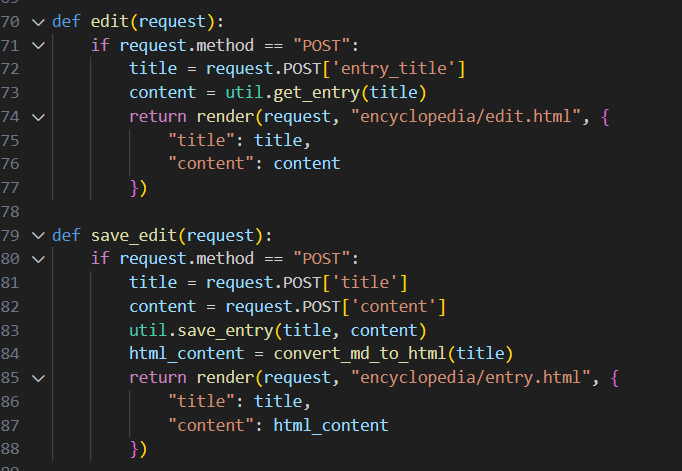 70 def edit(request):
71 if request.method == "POST":
72 title = request.POST['entry_title']
73 content = util.get_entry(title)
74 return render(request, "encyclopedia/edit.html", {
75 "title": title,
76 "content": content
77 })
78
79 def save_edit(request):
80 if request.method == "POST":
81 title = request.POST['title']
82 content = request.POST['content']
83 util.save_entry(title, content)
84 html_content = convert_md_to_html(title)
85 return render(request, "encyclopedia/entry.html", {
86 "title": title,
87 "content": html_content
88 })